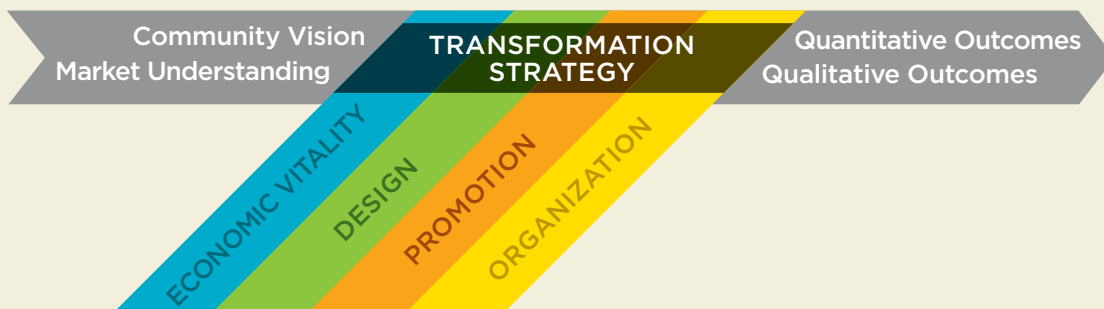 Community Vision
Market Understanding
TRANSFORMATION
STRATEGY
Quantitative Outcomes
Qualitative Outcomes
ECONOMIC VITALITY
DESIGN
PROMOTION
ORGANIZATION